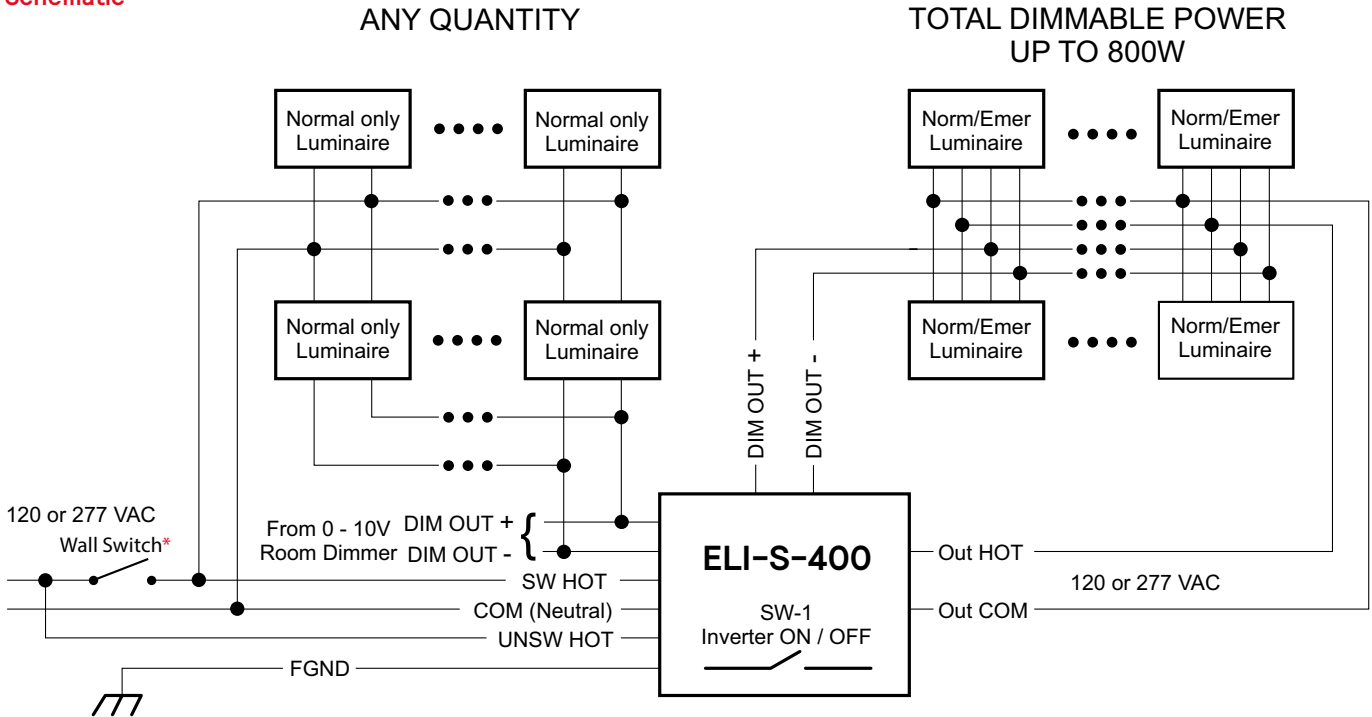 Schematic
ANY QUANTITY
TOTAL DIMMABLE POWER
UP TO 800W
Normal only
Luminaire
Normal only
Luminaire
Norm/Emer
Luminaire
Norm/Emer
Luminaire
Normal only
Luminaire
Normal only
Luminaire
Norm/Emer
Luminaire
Norm/Emer
Luminaire
DIM OUT +
DIM OUT -
120 or 277 VAC
Wall Switch*
From 0 - 10V
Room Dimmer
{
DIM OUT +
DIM OUT -
SW HOT
COM (Neutral)
UNSW HOT
FGND
ELI-S-400
SW-1
Inverter ON / OFF
Out HOT
120 or 277 VAC
Out COM